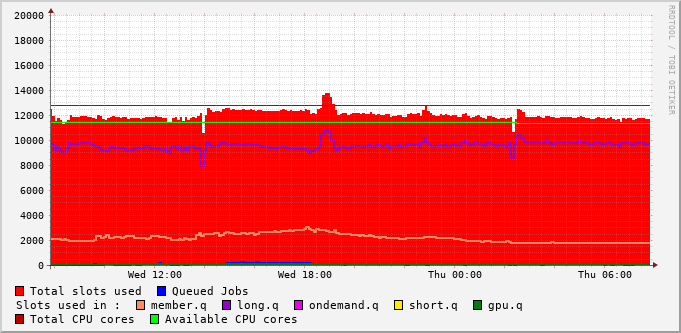 20000
18000
16000
14000
12000
10000
8000
6000
4000
2000
0
Wed 12:00 Wed 18:00 Thu 00:00 Thu 06:00
RRDTOOL / TOBI OETIKER
Total slots used Queued Jobs
Slots used in : member.q long.q ondemand.q short.q gpu.q
Total CPU cores Available CPU cores